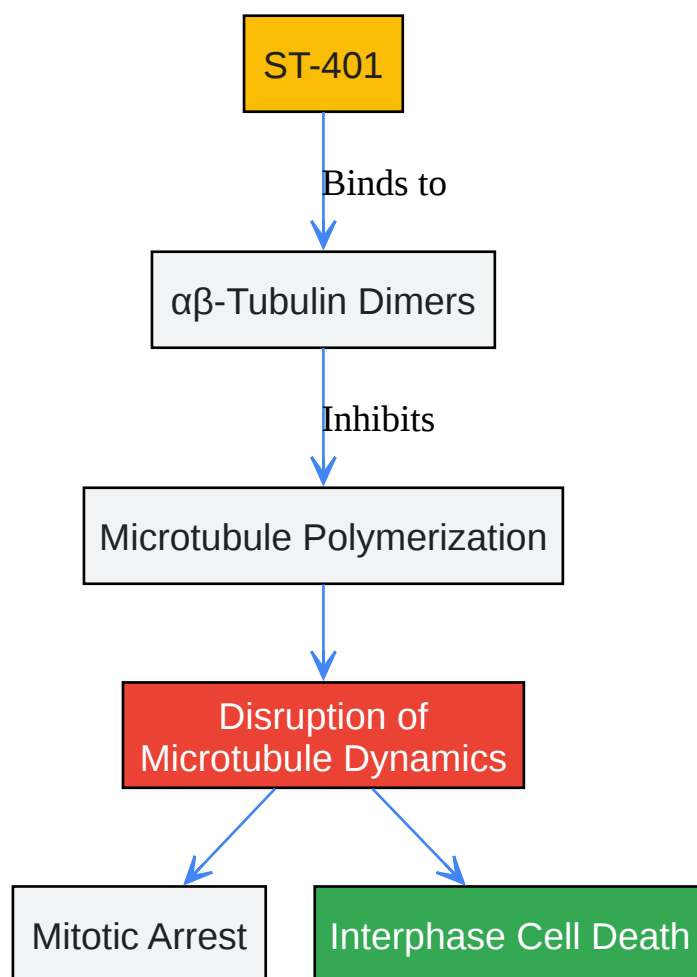 ST-401
Binds to
αβ-Tubulin Dimers
Inhibits
Microtubule Polymerization
Disruption of
Microtubule Dynamics
Mitotic Arrest
Interphase Cell Death